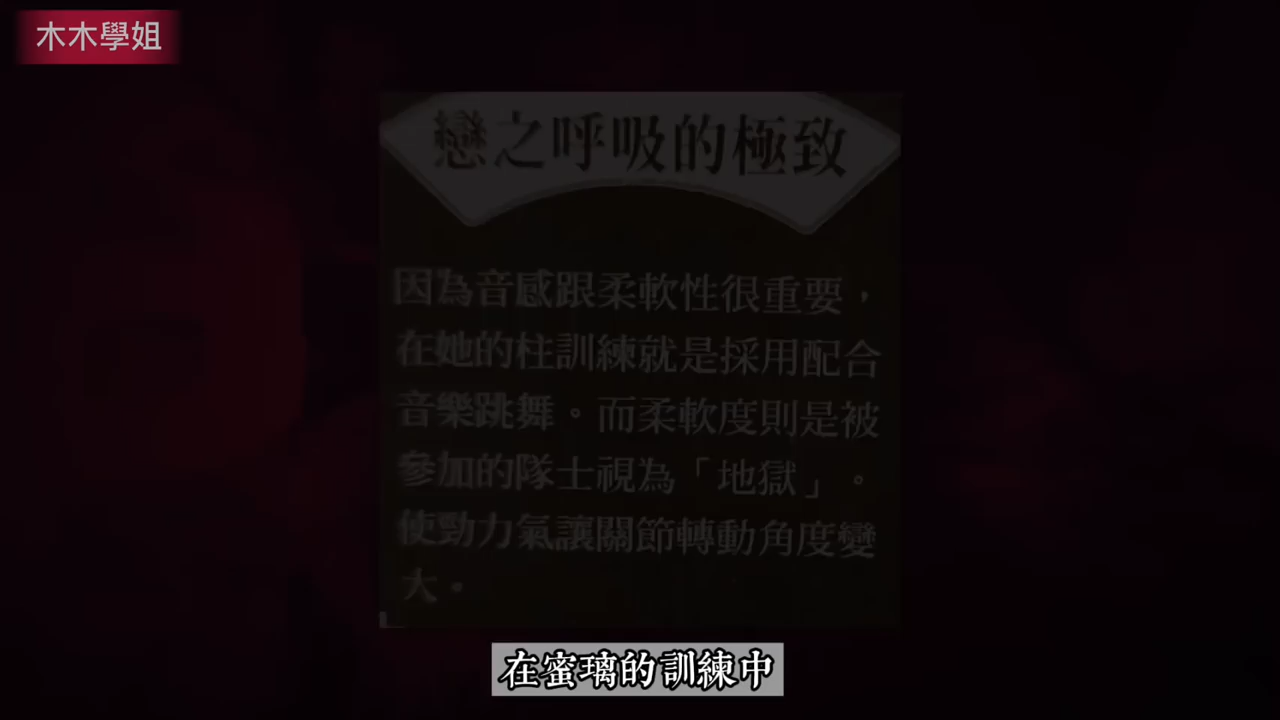 木木學姐
戀之呼吸的極致
因為音感跟柔軟性很重要，
在她的柱訓練就是採用配合
音樂跳舞。而柔軟度則是被
參加的隊士視為「地獄」。
使勁力氣讓關節轉動角度變
大。
在蜜璃的訓練中